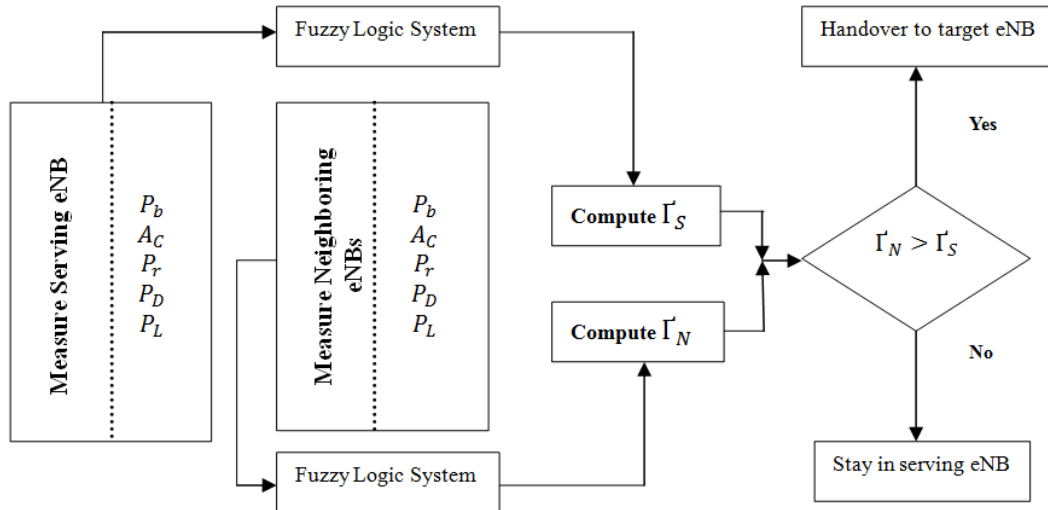 Fuzzy Logic System
Handover to target eNB
Measure Serving eNB
P_b
A_C
P_r
P_D
P_L
Measure Neighboring
eNBs
P_b
A_C
P_r
P_D
P_L
Compute Γ_S
Compute Γ_N
Γ_N > Γ_S
Yes
No
Fuzzy Logic System
Stay in serving eNB